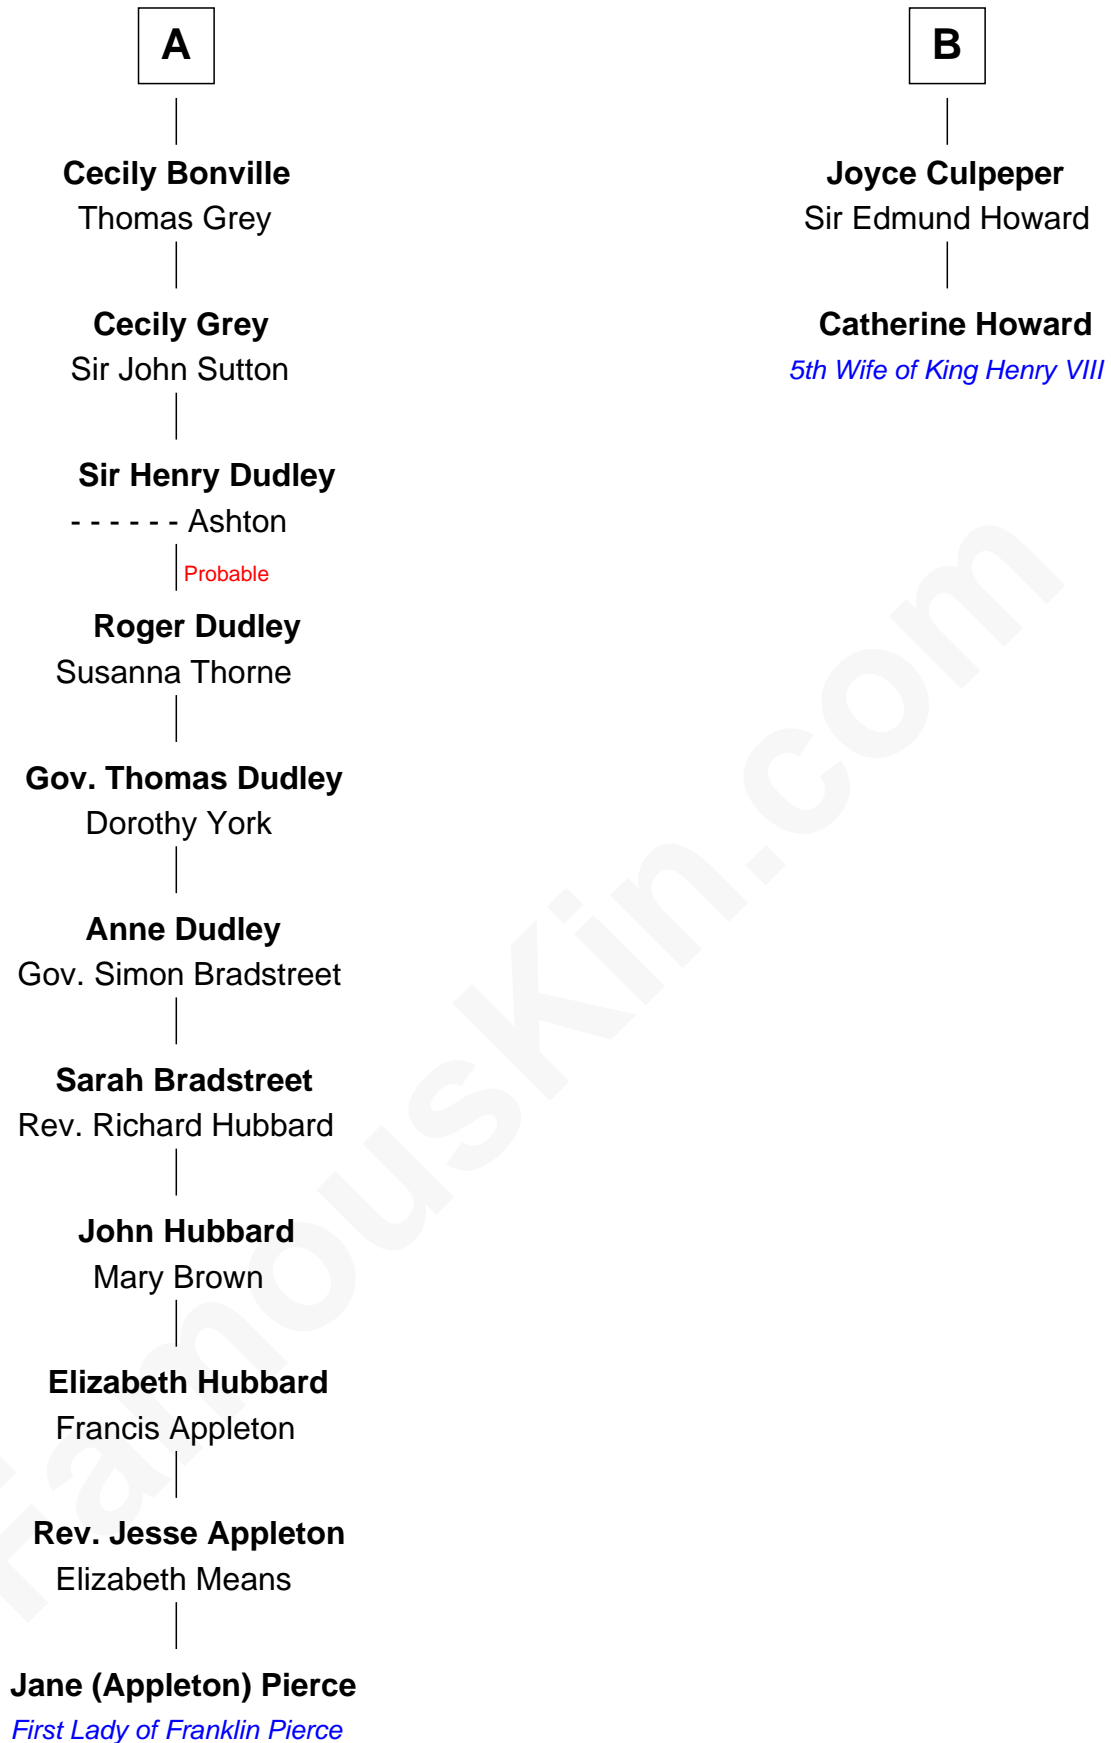 A
Cecily Bonville
Thomas Grey
Cecily Grey
Sir John Sutton
Sir Henry Dudley
- - - - - - Ashton
Probable
Roger Dudley
Susanna Thorne
Gov. Thomas Dudley
Dorothy York
Anne Dudley
Gov. Simon Bradstreet
Sarah Bradstreet
Rev. Richard Hubbard
John Hubbard
Mary Brown
Elizabeth Hubbard
Francis Appleton
Rev. Jesse Appleton
Elizabeth Means
Jane (Appleton) Pierce
First Lady of Franklin Pierce
B
Joyce Culpeper
Sir Edmund Howard
Catherine Howard
5th Wife of King Henry VIII
FamousKin.com